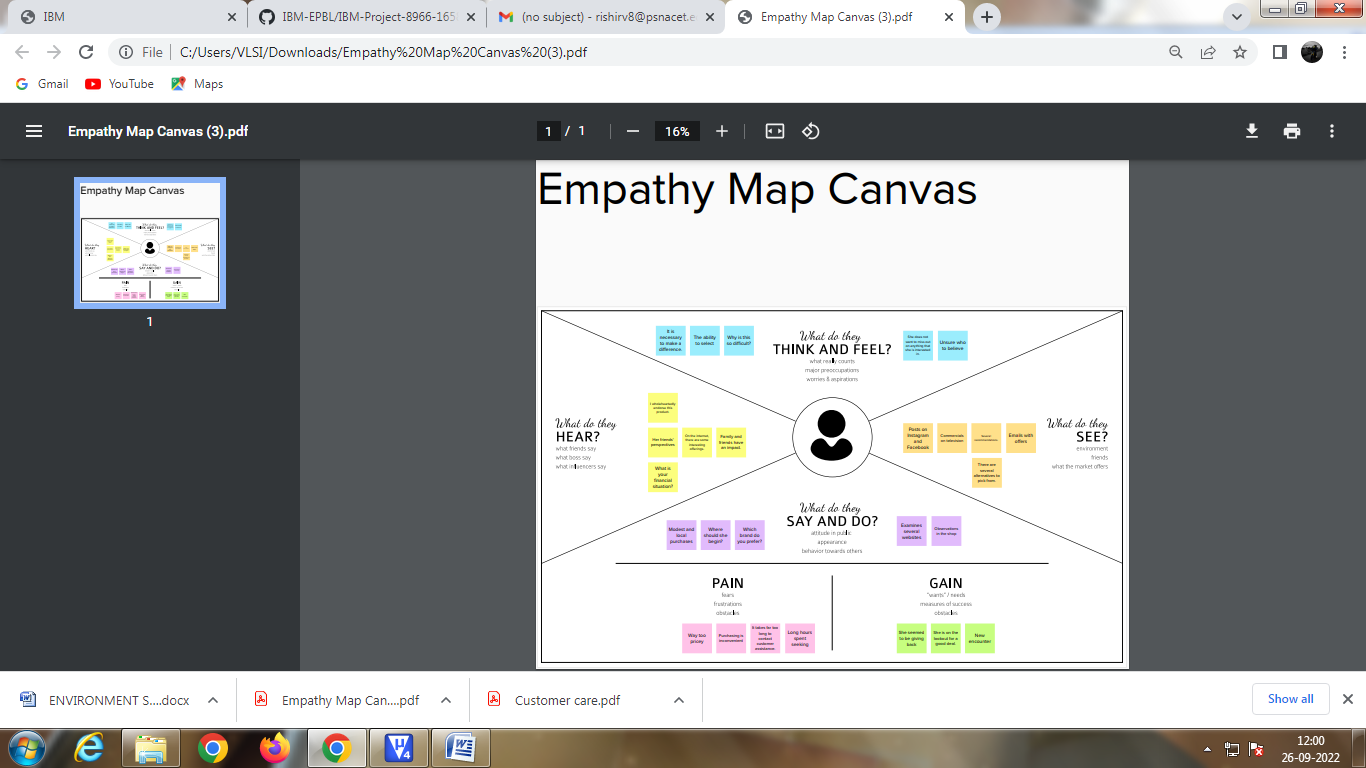 IBM
IBM-EPBL/IBM-Project-8966-165
(no subject) - rishirv8@psnacet.e
Empathy Map Canvas (3).pdf
File
C:/Users/VLSI/Downloads/Empathy%20Map%20Canvas%20(3).pdf
Gmail
YouTube
Maps
Empathy Map Canvas (3).pdf
1 / 1
16%
Empathy Map Canvas
1
Empathy Map Canvas
It is
necessary
to make a
difference.
The ability
to select
Why is this
so difficult?
What do they
THINK AND FEEL?
what really counts
major preoccupations
worries & aspirations
Unsure who
to believe
What do they
HEAR?
what friends say
what boss say
what influencers say
Her friends'
perspectives
On the internet,
there are some
interesting
offerings
Family and
friends have
an impact.
What is
your
financial
situation?
Posts on
Instagram
and
Facebook
Commercials
on television
Emails with
offers
There are
several
pick from.
What do they
SEE?
environment
friends
what the market offers
What do they
SAY AND DO?
attitude in public
appearance
behavior towards others
Modest and
local
purchases
Where
should she
begin?
Which
brand do
you prefer?
Examines
several
websites
Observations
in the shop
PAIN
fears
frustrations
obstacles
GAIN
"wants" / needs
measures of success
obstacles
Way too
pricey
Purchasing is
inconvenient
It takes far too
long to
contact
customer
assistance.
Long hours
spent
seeking
She seemed
to be giving
back
She is on the
lookout for a
good deal.
New
encounter
ENVIRONMENT S....docx
Empathy Map Can....pdf
Customer care.pdf
Show all
12:00
26-09-2022